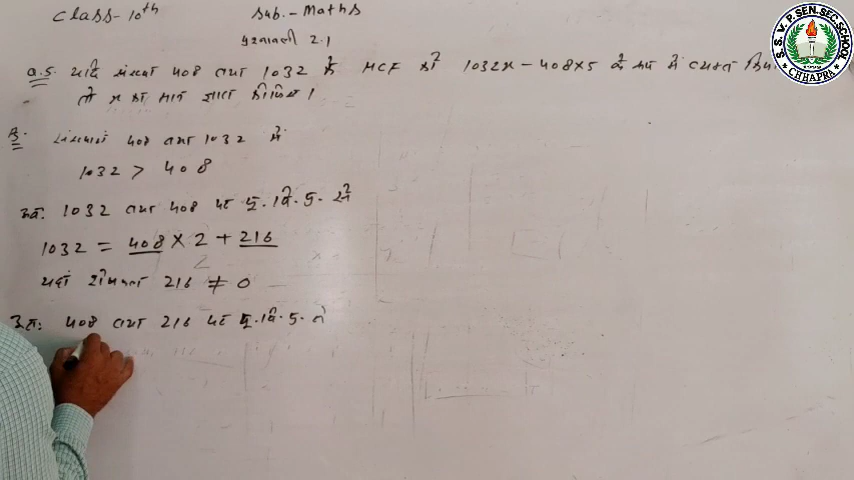 Class-10th
Sub.-Maths
प्रश्नावली 2.1
Q.5. यदि संख्या 408 तथा 1032 के HCF को 1032x - 408×5 के रूप में व्यक्त किया
तो x का मान ज्ञात कीजिए।
संख्याएं 408 तथा 1032 में
1032 > 408
अतः 1032 तथा 408 पर यू.वि.प्र. से
1032 = 408 × 2 + 216
यहां शेषफल 216 ≠ 0
अतः 408 तथा 216 पर यू.वि.प्र. से
S. S. V. P. SEN. SEC. SCHOOL
CHHAPRA